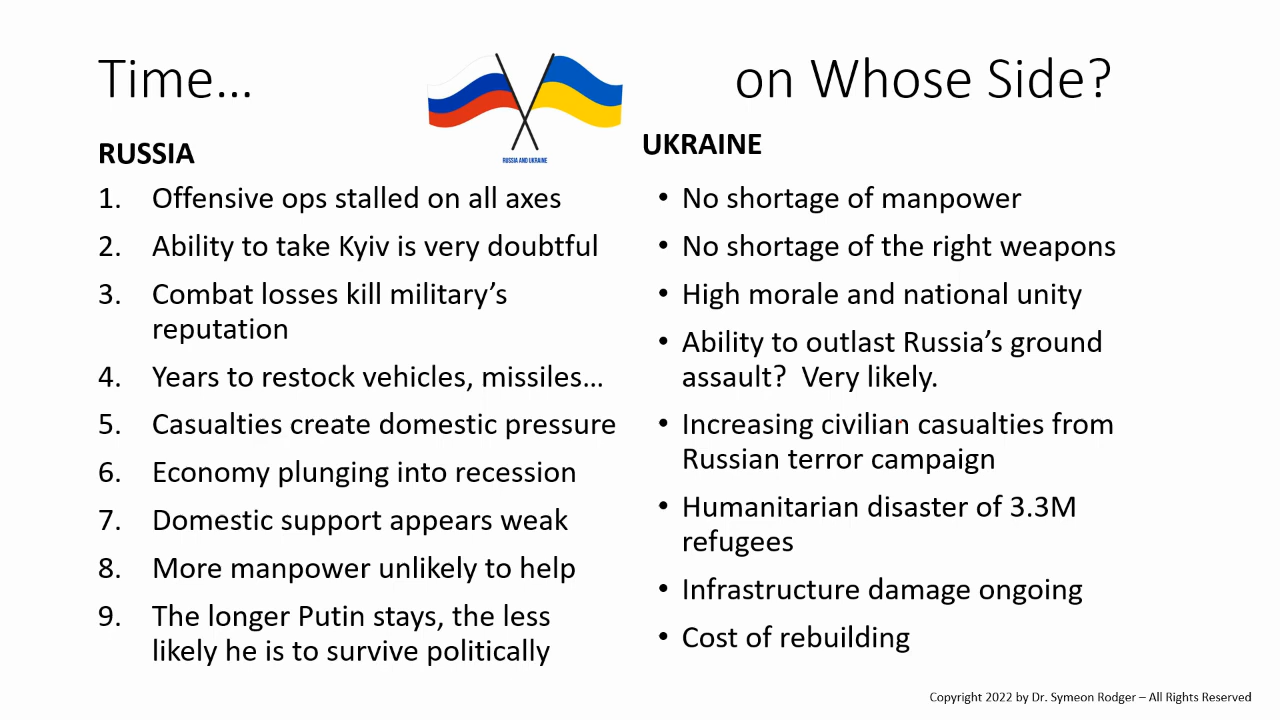 Time…
on Whose Side?
RUSSIA AND UKRAINE
RUSSIA
1. Offensive ops stalled on all axes
2. Ability to take Kyiv is very doubtful
3. Combat losses kill military’s
reputation
4. Years to restock vehicles, missiles…
5. Casualties create domestic pressure
6. Economy plunging into recession
7. Domestic support appears weak
8. More manpower unlikely to help
9. The longer Putin stays, the less
likely he is to survive politically
UKRAINE
• No shortage of manpower
• No shortage of the right weapons
• High morale and national unity
• Ability to outlast Russia’s ground
assault?  Very likely.
• Increasing civilian casualties from
Russian terror campaign
• Humanitarian disaster of 3.3M
refugees
• Infrastructure damage ongoing
• Cost of rebuilding
Copyright 2022 by Dr. Symeon Rodger – All Rights Reserved